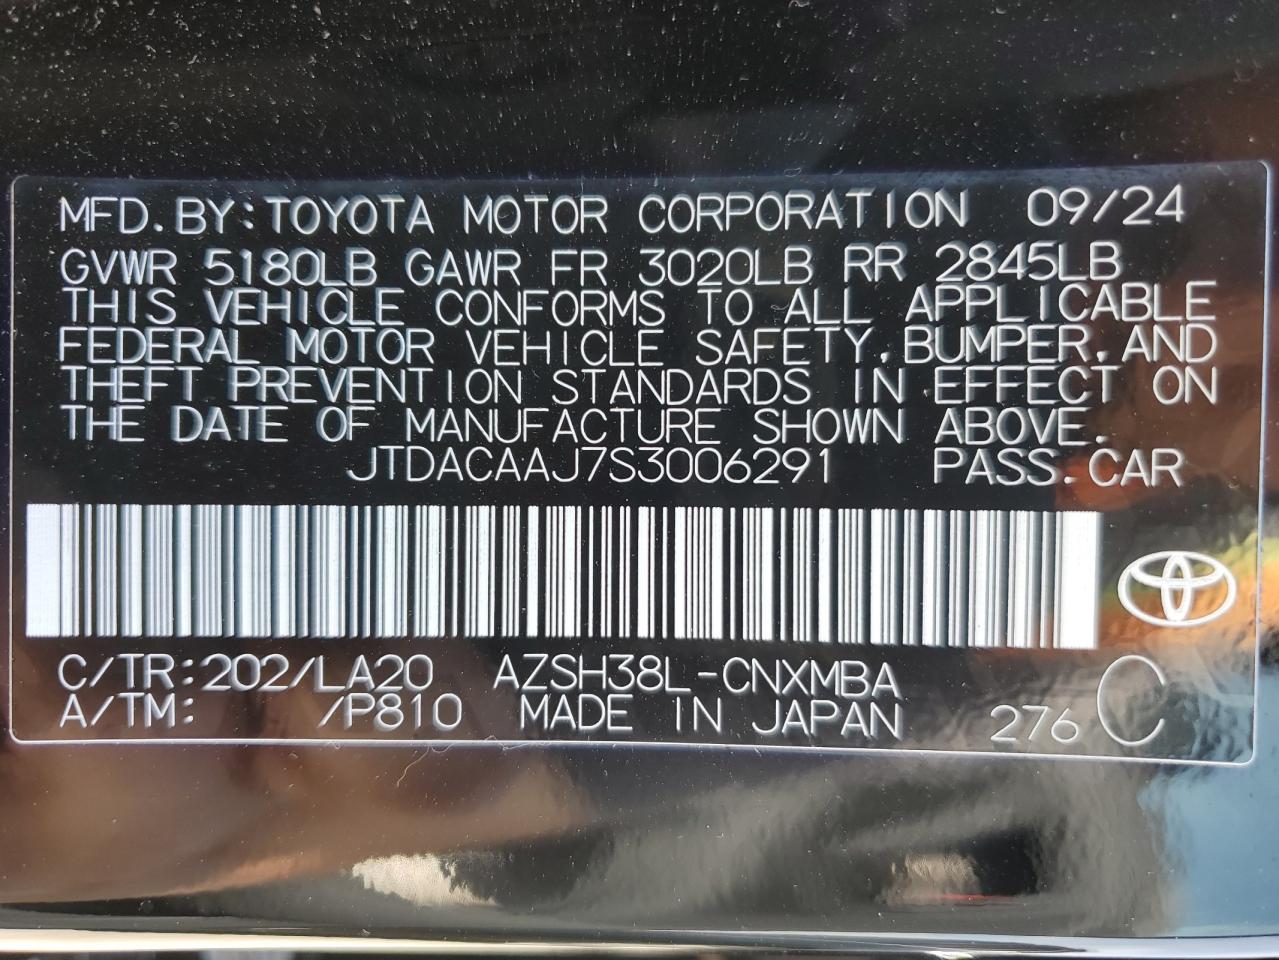 MFD.BY:TOYOTA MOTOR CORPORATION 09/24
GVWR 5180LB GAWR FR 3020LB RR 2845LB
THIS VEHICLE CONFORMS TO ALL APPLICABLE
FEDERAL MOTOR VEHICLE SAFETY,BUMPER,AND
THEFT PREVENTION STANDARDS IN EFFECT ON
THE DATE OF MANUFACTURE SHOWN ABOVE.
JTDACAAJ7S3006291 PASS.CAR
C/TR:202/LA20 AZSH38L-CNXMBA
A/TM: /P810 MADE IN JAPAN 276 C